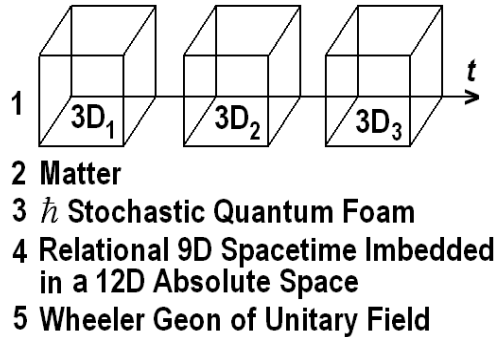 t
1 3D₁ 3D₂ 3D₃
2 Matter
3 ℏ Stochastic Quantum Foam
4 Relational 9D Spacetime Imbedded
in a 12D Absolute Space
5 Wheeler Geon of Unitary Field